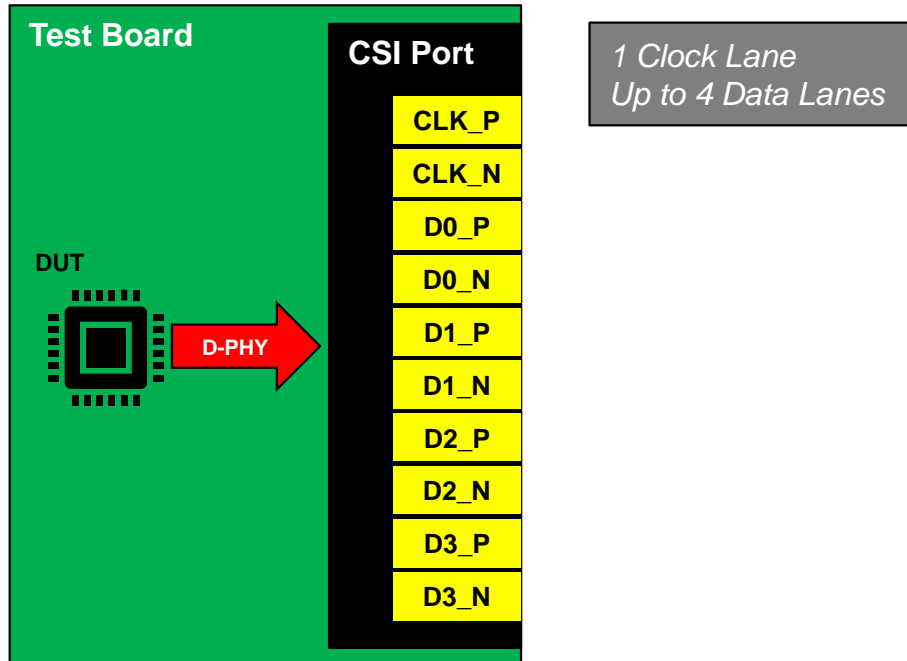 Test Board
CSI Port
1 Clock Lane
Up to 4 Data Lanes
CLK_P
CLK_N
D0_P
D0_N
DUT
D1_P
D-PHY
D1_N
D2_P
D2_N
D3_P
D3_N